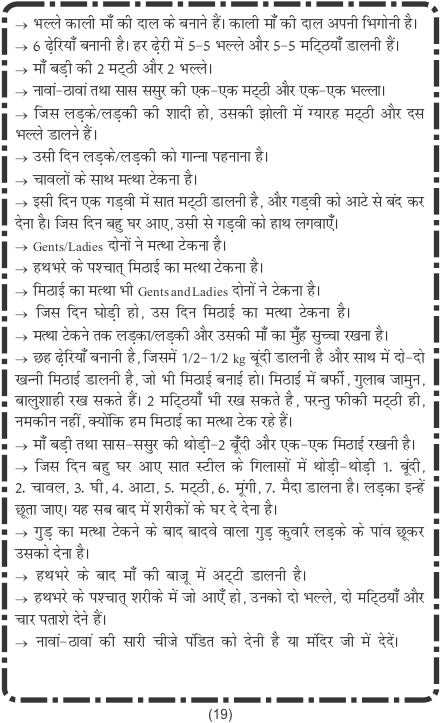 → भल्ले काली माँ की दाल के बनाने हैं। काली माँ की दाल अपनी भिगोनी है।
→ 6 ढ़ेरियाँ बनानी है। हर ढ़ेरी में 5-5 भल्ले और 5-5 मट्ठियाँ डालनी हैं।
→ माँ बड़ी की 2 मट्ठी और 2 भल्ले।
→ नावां-ठावां तथा सास ससुर की एक-एक मट्ठी और एक-एक भल्ला।
→ जिस लड़के/लड़की की शादी हो, उसकी झोली में ग्यारह मट्ठी और दस
भल्ले डालने हैं।
→ उसी दिन लड़के/लड़की को गान्ना पहनाना है।
→ चावलों के साथ मत्था टेकना है।
→ इसी दिन एक गड़वी में सात मट्ठी डालनी है, और गड़वी को आटे से बंद कर
देना है। जिस दिन बहु घर आए, उसी से गड़वी को हाथ लगवाएँ।
→ Gents/Ladies दोनों ने मत्था टेकना है।
→ हथभरे के पश्चात् मिठाई का मत्था टेकना है।
→ मिठाई का मत्था भी Gents and Ladies दोनों ने टेकना है।
→ जिस दिन घोड़ी हो, उस दिन मिठाई का मत्था टेकना है।
→ मत्था टेकने तक लड़का/लड़की और उसकी माँ का मुँह सुच्चा रखना है।
→ छह ढ़ेरियाँ बनानी है, जिसमें 1/2-1/2 kg बूंदी डालनी है और साथ में दो-दो
खन्नी मिठाई डालनी है, जो भी मिठाई बनाई हो। मिठाई में बर्फी, गुलाब जामुन,
बालुशाही रख सकते हैं। 2 मट्ठियाँ भी रख सकते है, परन्तु फीकी मट्ठी ही,
नमकीन नहीं, क्योंकि हम मिठाई का मत्था टेक रहे हैं।
→ माँ बड़ी तथा सास-ससुर की थोड़ी-2 बूँदी और एक-एक मिठाई रखनी है।
→ जिस दिन बहु घर आए सात स्टील के गिलासों में थोड़ी-थोड़ी 1. बूंदी,
2. चावल, 3. घी, 4. आटा, 5. मट्ठी, 6. मूंगी, 7. मैदा डालना है। लड़का इन्हें
छूता जाए। यह सब बाद में शरीकों के घर दे देना है।
→ गुड़ का मत्था टेकने के बाद बादवे वाला गुड़ कुवांरे लड़के के पांव छूकर
उसको देना है।
→ हथभरे के बाद माँ की बाजू में अट्टी डालनी है।
→ हथभरे के पश्चात् शरीके में जो आएँ हो, उनको दो भल्ले, दो मट्ठियाँ और
चार पताशे देने हैं।
→ नावां-ठावां की सारी चीजे पंडित को देनी है या मंदिर जी में देदें।
(19)